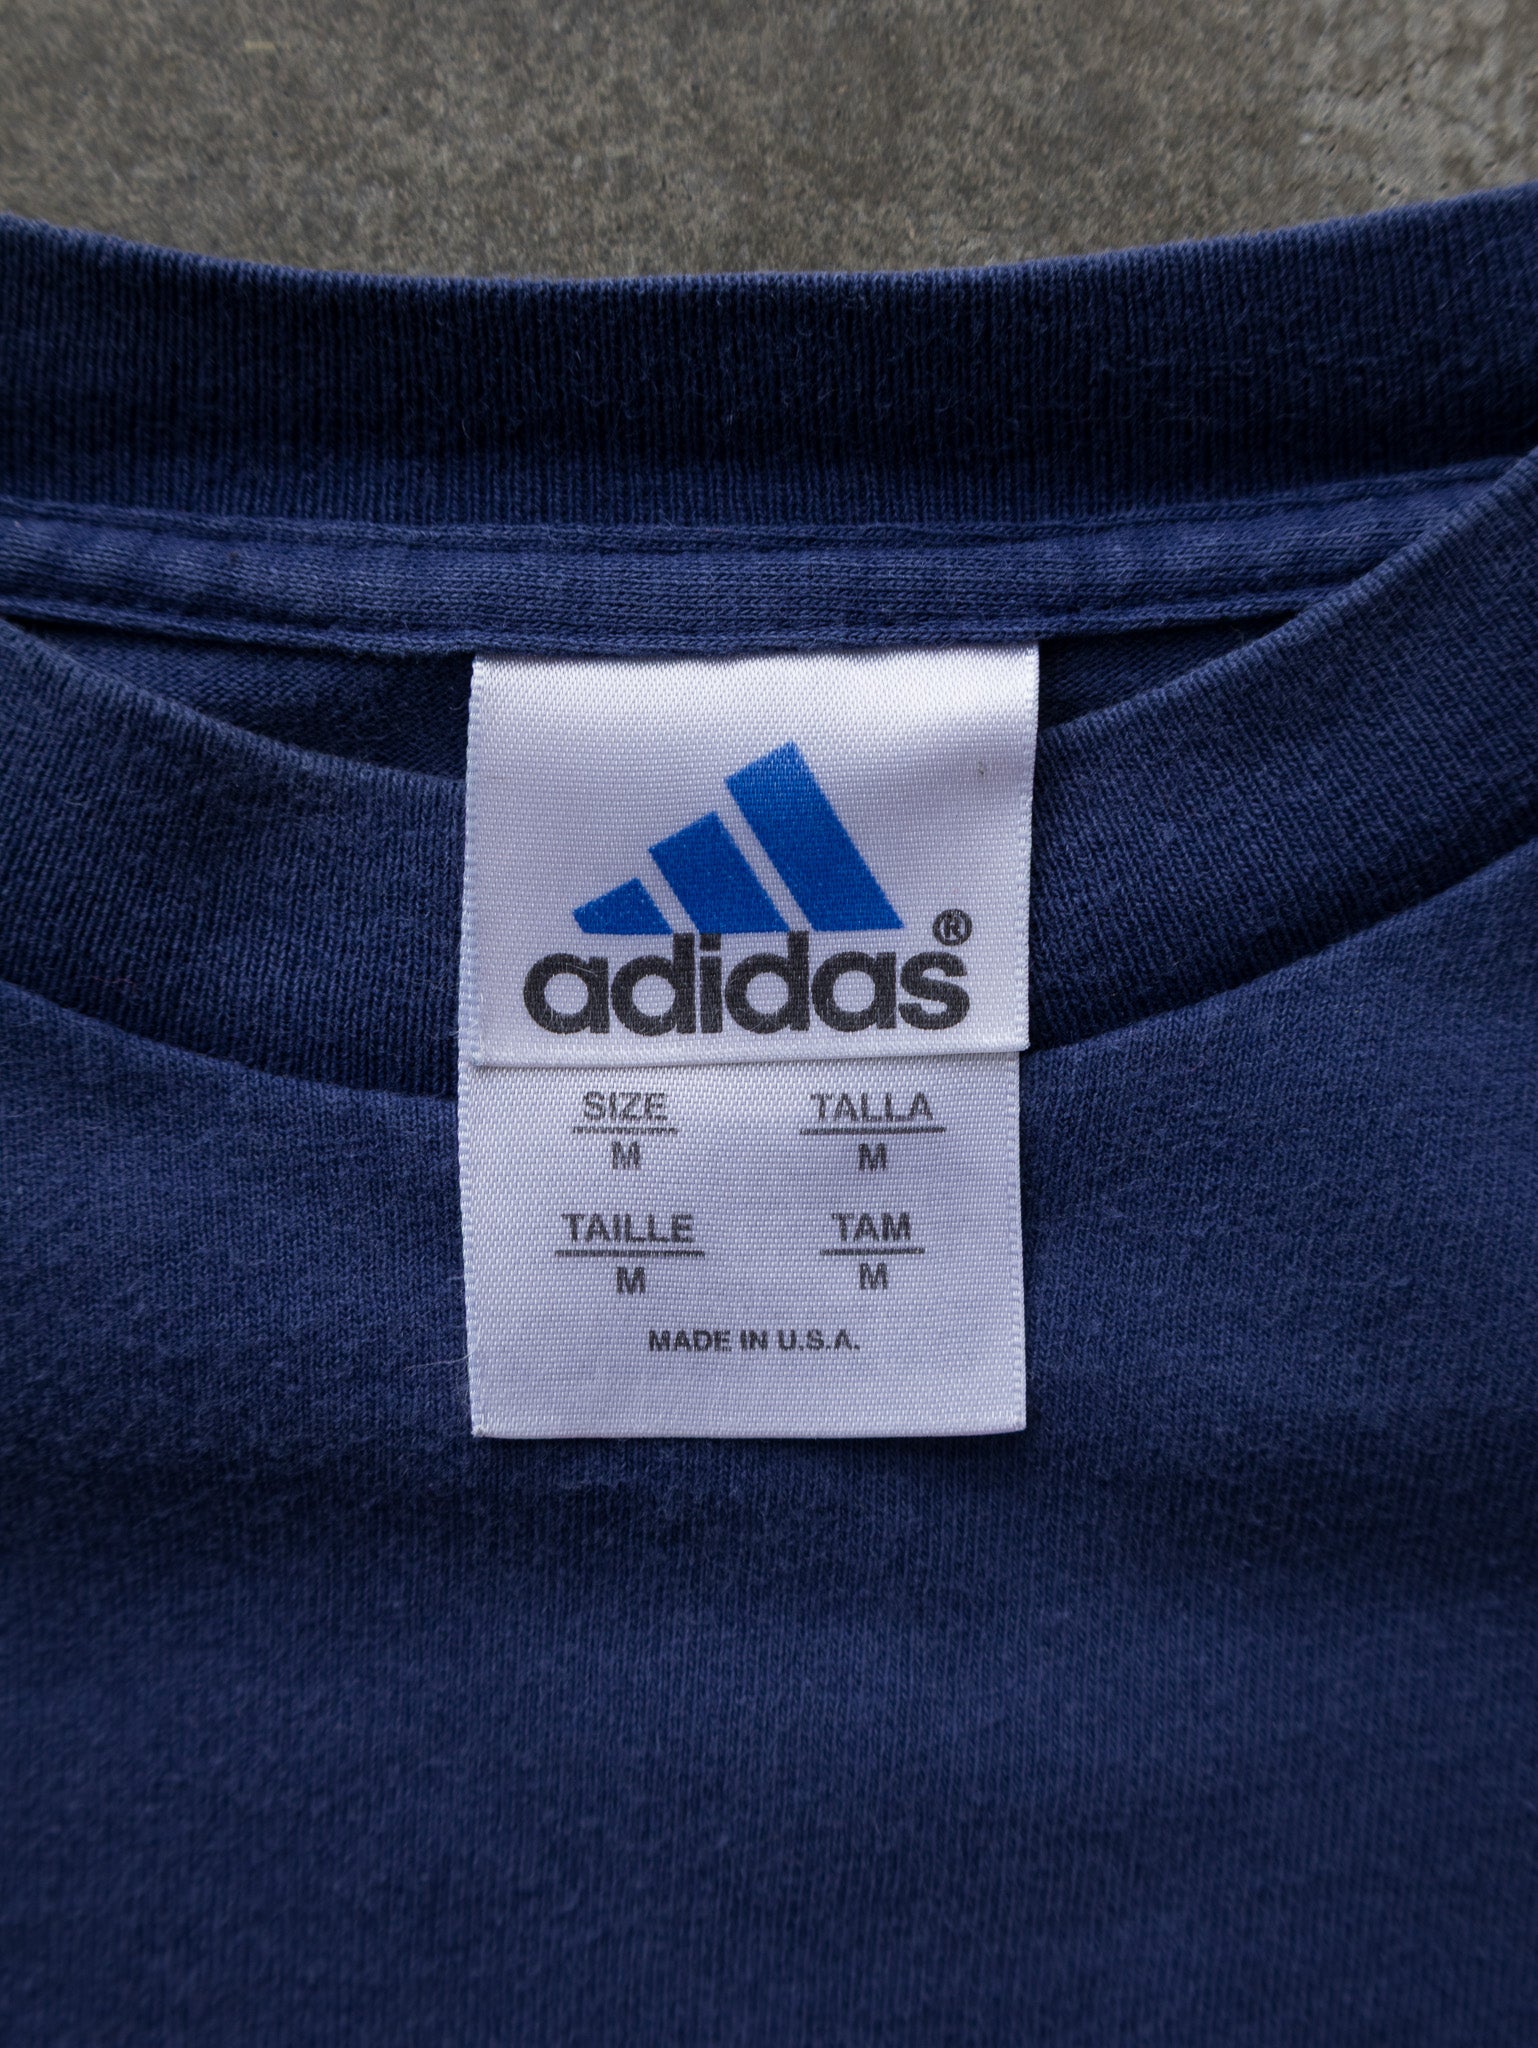 adidas®
SIZE TALLA
M M
TAILLE TAM
M M
MADE IN U.S.A.